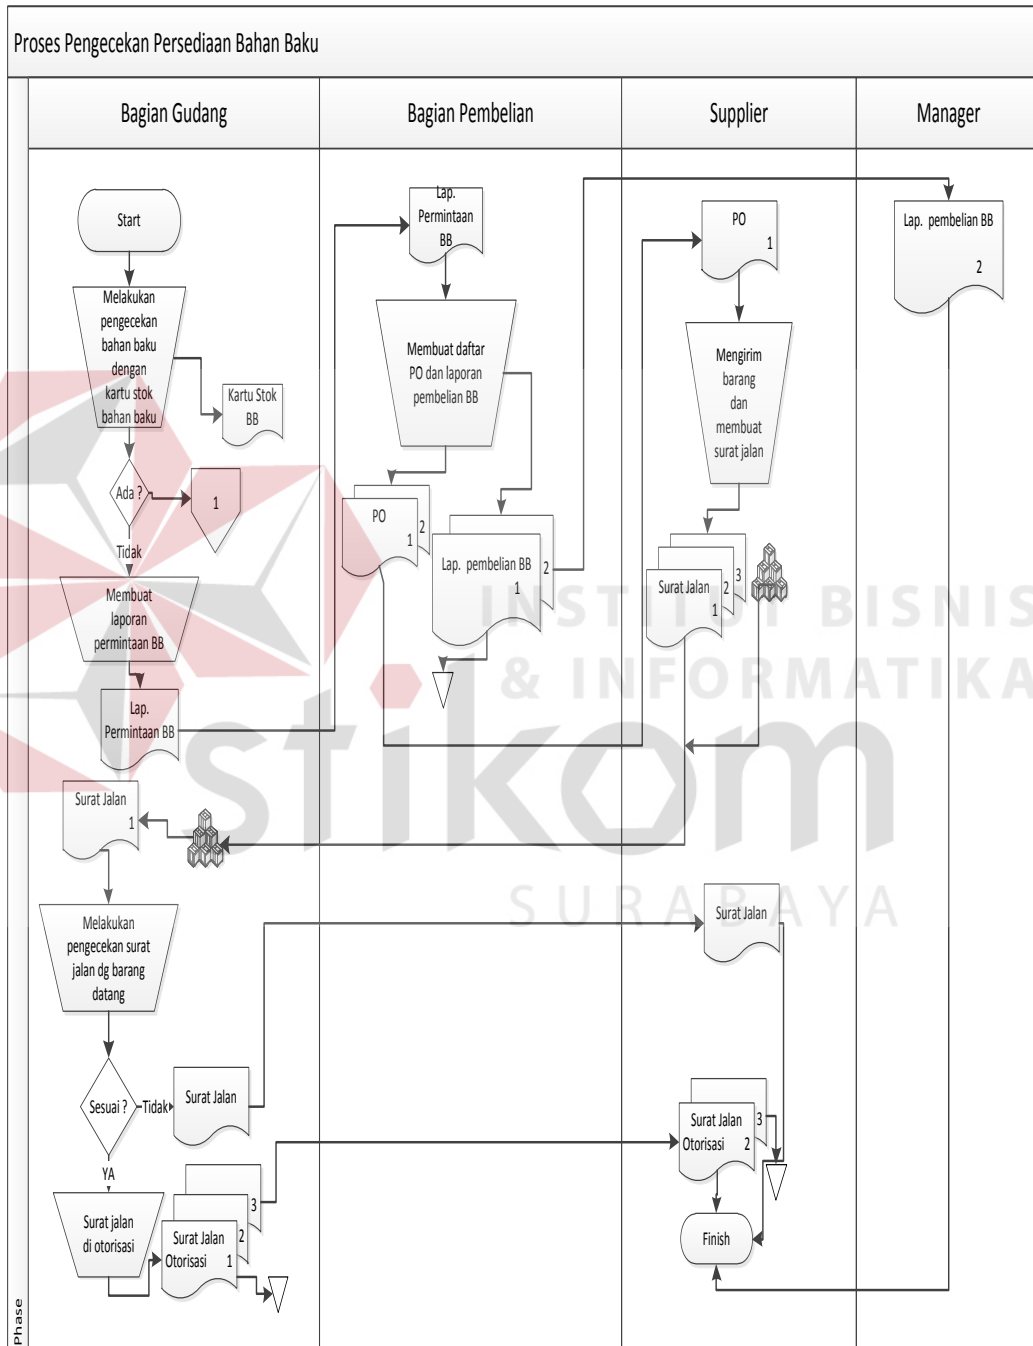 Proses Pengecekan Persediaan Bahan Baku
Bagian Gudang
Bagian Pembelian
Supplier
Manager
Start
Melakukan
pengecekan
bahan baku
dengan
kartu stok
bahan baku
Kartu Stok
BB
Ada ?
1
Tidak
Membuat
laporan
permintaan BB
Lap.
Permintaan BB
Surat Jalan
1
Melakukan
pengecekan surat
jalan dg barang
datang
Sesuai ?
Tidak
Surat Jalan
YA
Surat jalan
di otorisasi
3
2
Surat Jalan
Otorisasi 1
Lap.
Permintaan
BB
Membuat daftar
PO dan laporan
pembelian BB
PO
2
1
Lap. pembelian BB
2
1
PO
1
Mengirim
barang
dan
membuat
surat jalan
3
2
Surat Jalan
1
Surat Jalan
3
Surat Jalan
Otorisasi 2
Finish
Lap. pembelian BB
2
Phase
INSTITUT BISNIS
& INFORMATIKA
stikom
SURABAYA